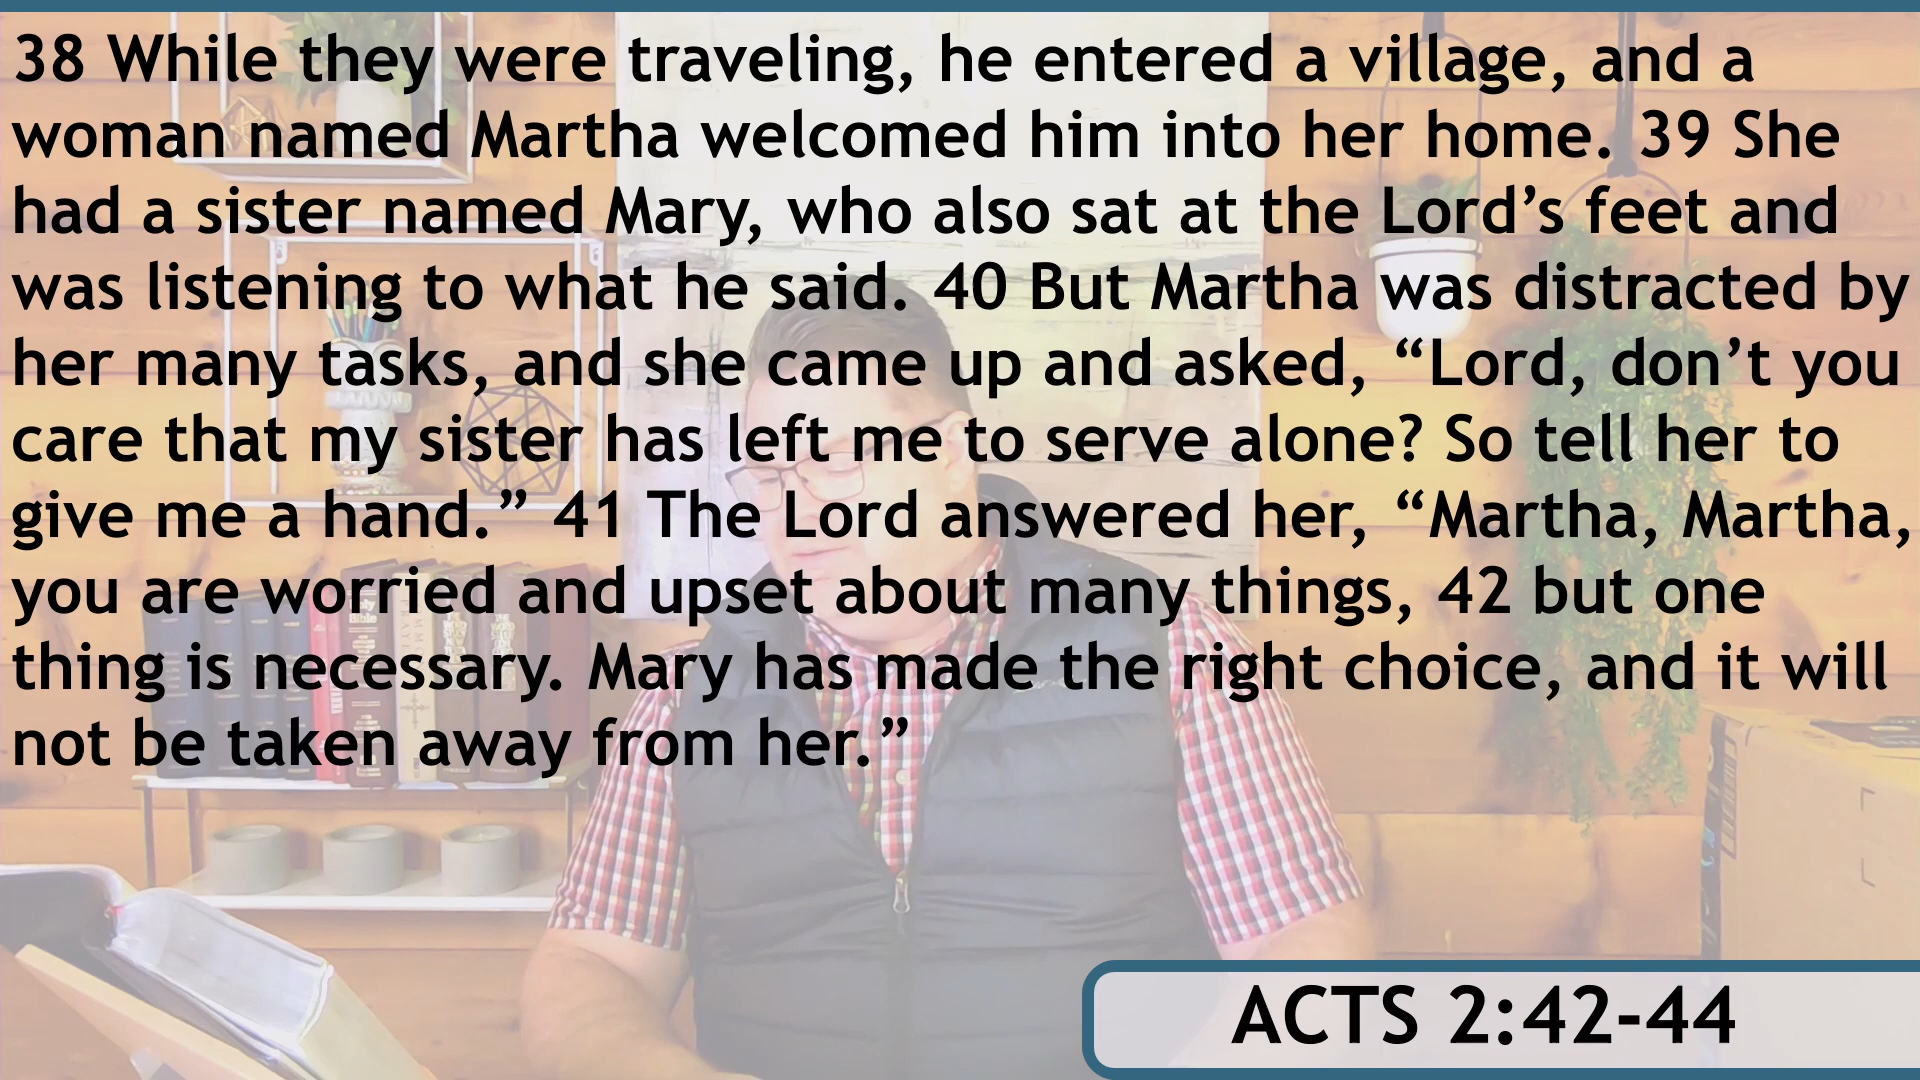 38 While they were traveling, he entered a village, and a
woman named Martha welcomed him into her home. 39 She
had a sister named Mary, who also sat at the Lord’s feet and
was listening to what he said. 40 But Martha was distracted by
her many tasks, and she came up and asked, “Lord, don’t you
care that my sister has left me to serve alone? So tell her to
give me a hand.” 41 The Lord answered her, “Martha, Martha,
you are worried and upset about many things, 42 but one
thing is necessary. Mary has made the right choice, and it will
not be taken away from her.”
ACTS 2:42-44